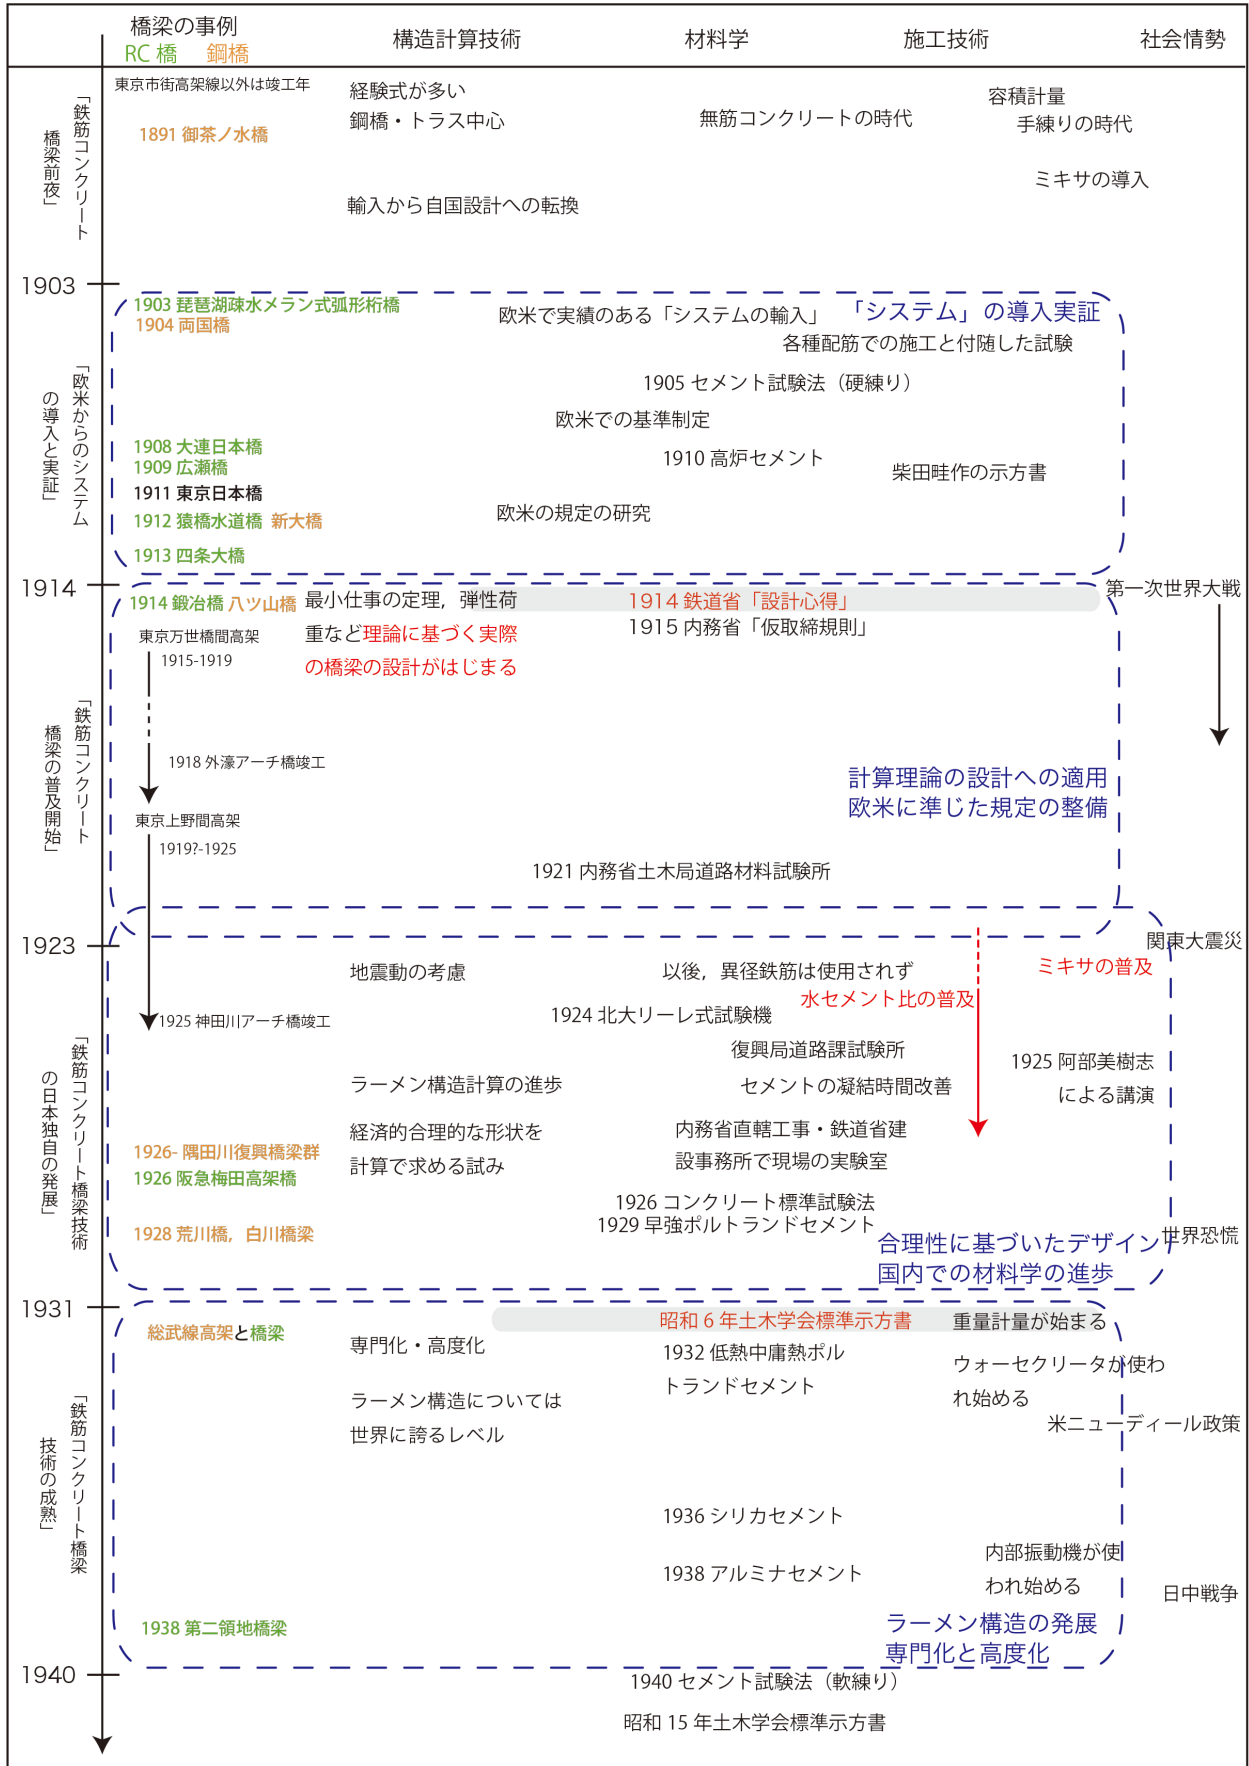 橋梁の事例
RC 橋 鋼橋
構造計算技術
材料学
施工技術
社会情勢
「鉄筋コンクリート
橋梁前夜」
東京市街高架線以外は竣工年
1891 御茶ノ水橋
経験式が多い
鋼橋・トラス中心
輸入から自国設計への転換
無筋コンクリートの時代
容積計量
手練りの時代
ミキサの導入
1903
「欧米からのシステム
の導入と実証」
1903 琵琶湖疎水メラン式弧形桁橋
1904 両国橋
欧米で実績のある「システムの輸入」
「システム」の導入実証
各種配筋での施工と付随した試験
1905 セメント試験法（硬練り）
欧米での基準制定
1908 大連日本橋
1909 広瀬橋
1910 高炉セメント
柴田畦作の示方書
1911 東京日本橋
1912 猿橋水道橋 新大橋
欧米の規定の研究
1913 四条大橋
1914
「鉄筋コンクリート
橋梁の普及開始」
第一次世界大戦
1914 鍛冶橋 八ツ山橋
最小仕事の定理，弾性荷
重など理論に基づく実際
の橋梁の設計がはじまる
1914 鉄道省「設計心得」
1915 内務省「仮取締規則」
東京万世橋間高架
1915-1919
1918 外濠アーチ橋竣工
計算理論の設計への適用
欧米に準じた規定の整備
東京上野間高架
1919?-1925
1921 内務省土木局道路材料試験所
1923
「鉄筋コンクリート橋梁技術
の日本独自の発展」
関東大震災
地震動の考慮
以後，異径鉄筋は使用されず
ミキサの普及
水セメント比の普及
1924 北大リーレ式試験機
1925 神田川アーチ橋竣工
復興局道路課試験所
1925 阿部美樹志
による講演
ラーメン構造計算の進歩
セメントの凝結時間改善
経済的合理的な形状を
計算で求める試み
内務省直轄工事・鉄道省建
設事務所で現場の実験室
1926- 隅田川復興橋梁群
1926 阪急梅田高架橋
1926 コンクリート標準試験法
1929 早強ポルトランドセメント
1928 荒川橋，白川橋梁
合理性に基づいたデザイン
国内での材料学の進歩
世界恐慌
1931
「鉄筋コンクリート橋梁
技術の成熟」
総武線高架と橋梁
昭和 6 年土木学会標準示方書
重量計量が始まる
専門化・高度化
1932 低熱中庸熱ポル
トランドセメント
ウォーセクリータが使わ
れ始める
ラーメン構造については
世界に誇るレベル
米ニューディール政策
1936 シリカセメント
1938 アルミナセメント
内部振動機が使
われ始める
日中戦争
1938 第二領地橋梁
ラーメン構造の発展
専門化と高度化
1940
1940 セメント試験法（軟練り）
昭和 15 年土木学会標準示方書